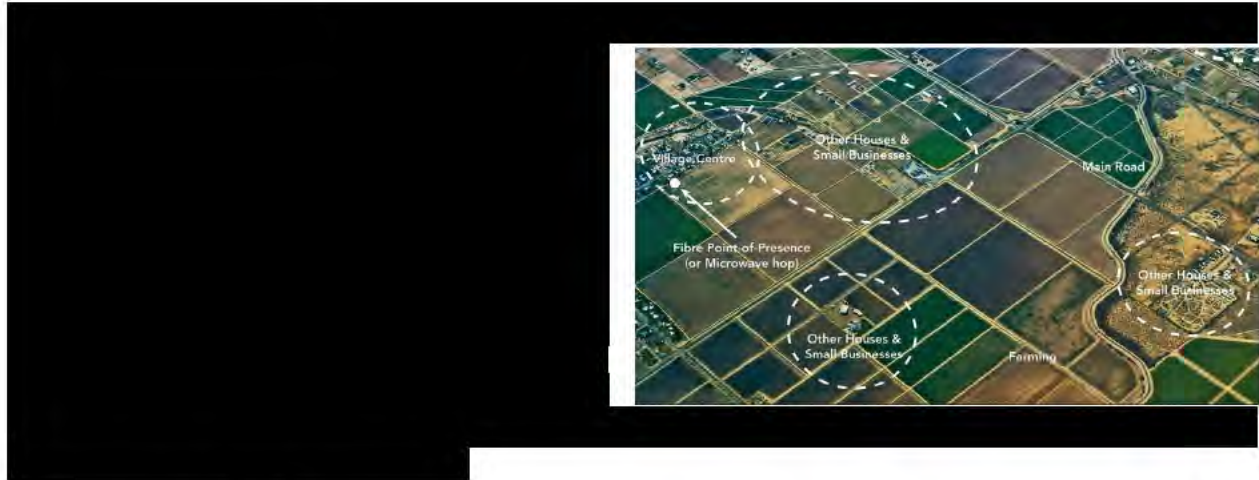 Other Houses &
Small Businesses
Village Centre
Main Road
Fibre Point-of-Presence
(or Microwave hop)
Other Houses &
Small Businesses
Other Houses &
Small Businesses
Farming